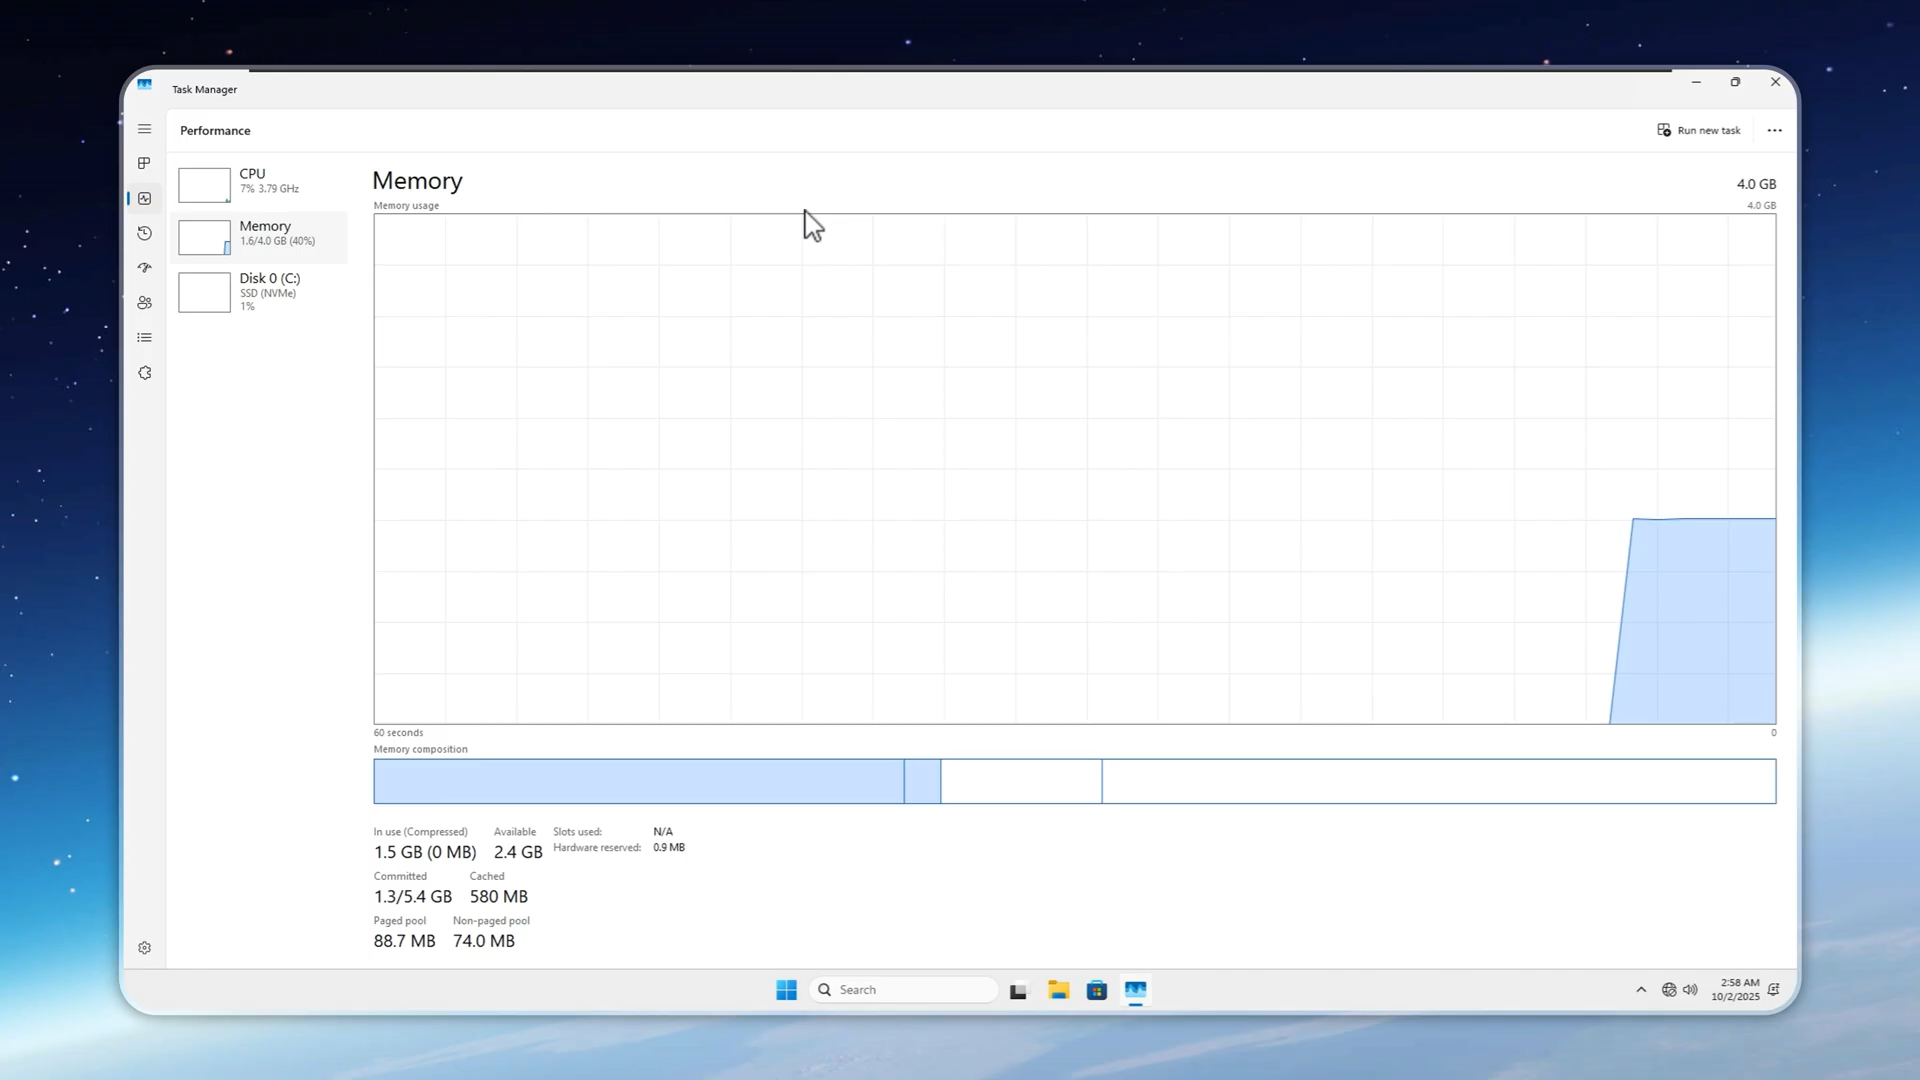 Task Manager
Performance
Run new task
CPU
7% 3.79 GHz
Memory
1.6/4.0 GB (40%)
Disk 0 (C:)
SSD (NVMe)
1%
Memory
4.0 GB
Memory usage
4.0 GB
60 seconds
0
Memory composition
In use (Compressed)
1.5 GB (0 MB)
Available
2.4 GB
Slots used:
N/A
Hardware reserved:
0.9 MB
Committed
1.3/5.4 GB
Cached
580 MB
Paged pool
88.7 MB
Non-paged pool
74.0 MB
Search
2:58 AM
10/2/2025